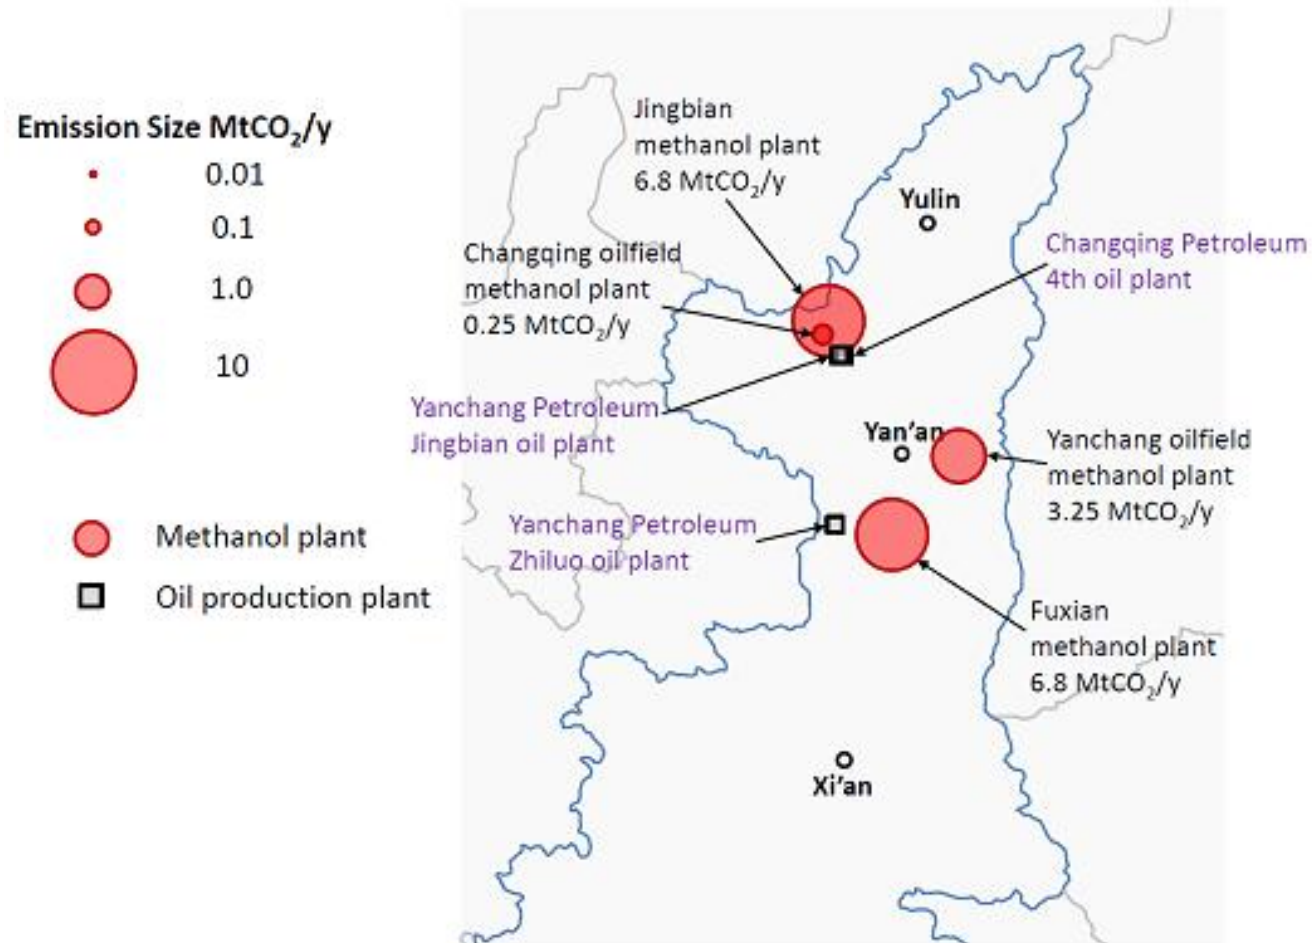 Emission Size MtCO₂/y
0.01
0.1
1.0
10
Methanol plant
Oil production plant
Jingbian
methanol plant
6.8 MtCO₂/y
Yulin
Changqing oilfield
methanol plant
0.25 MtCO₂/y
Changqing Petroleum
4th oil plant
Yanchang Petroleum
Jingbian oil plant
Yan'an
Yanchang oilfield
methanol plant
3.25 MtCO₂/y
Yanchang Petroleum
Zhiluo oil plant
Fuxian
methanol plant
6.8 MtCO₂/y
Xi'an